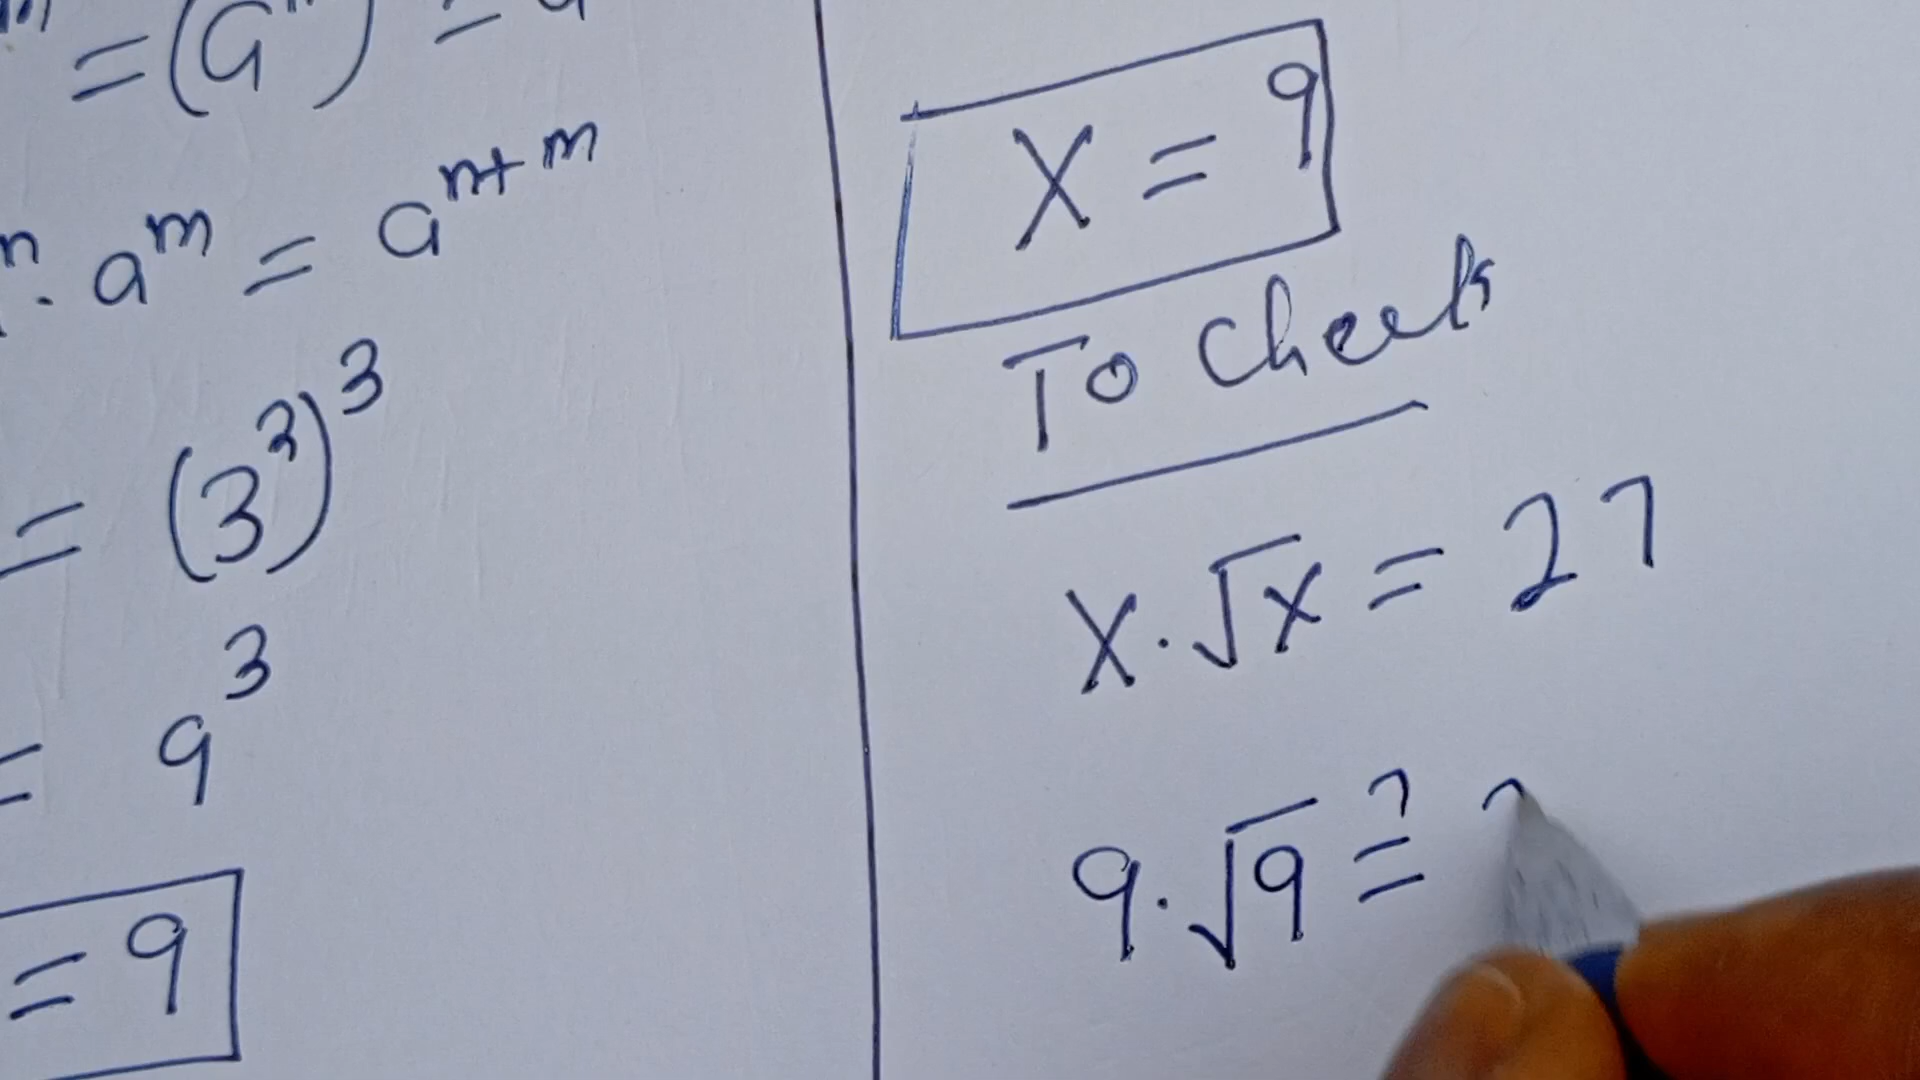 = (a
n · a^m = a^(n+m)
= (3^3)^3
= 9^3
= 9
X = 9
To Check
X · √x = 27
9 · √9 ?=